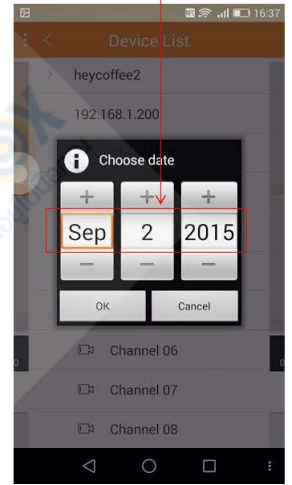 16:37
Device List
heycoffee2
192.168.1.200
Choose date
+ + +
Sep 2 2015
— — —
OK Cancel
Channel 06
Channel 07
Channel 08